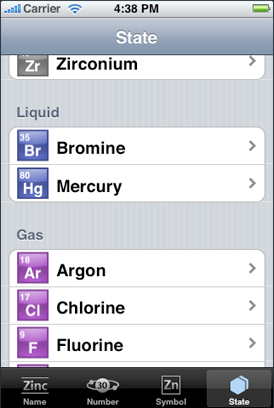 Carrier 4:38 PM
State
Zr Zirconium
Liquid
35
Br Bromine
80
Hg Mercury
Gas
18
Ar Argon
17
Cl Chlorine
9
F Fluorine
Zinc 30 Zn
Name Number Symbol State